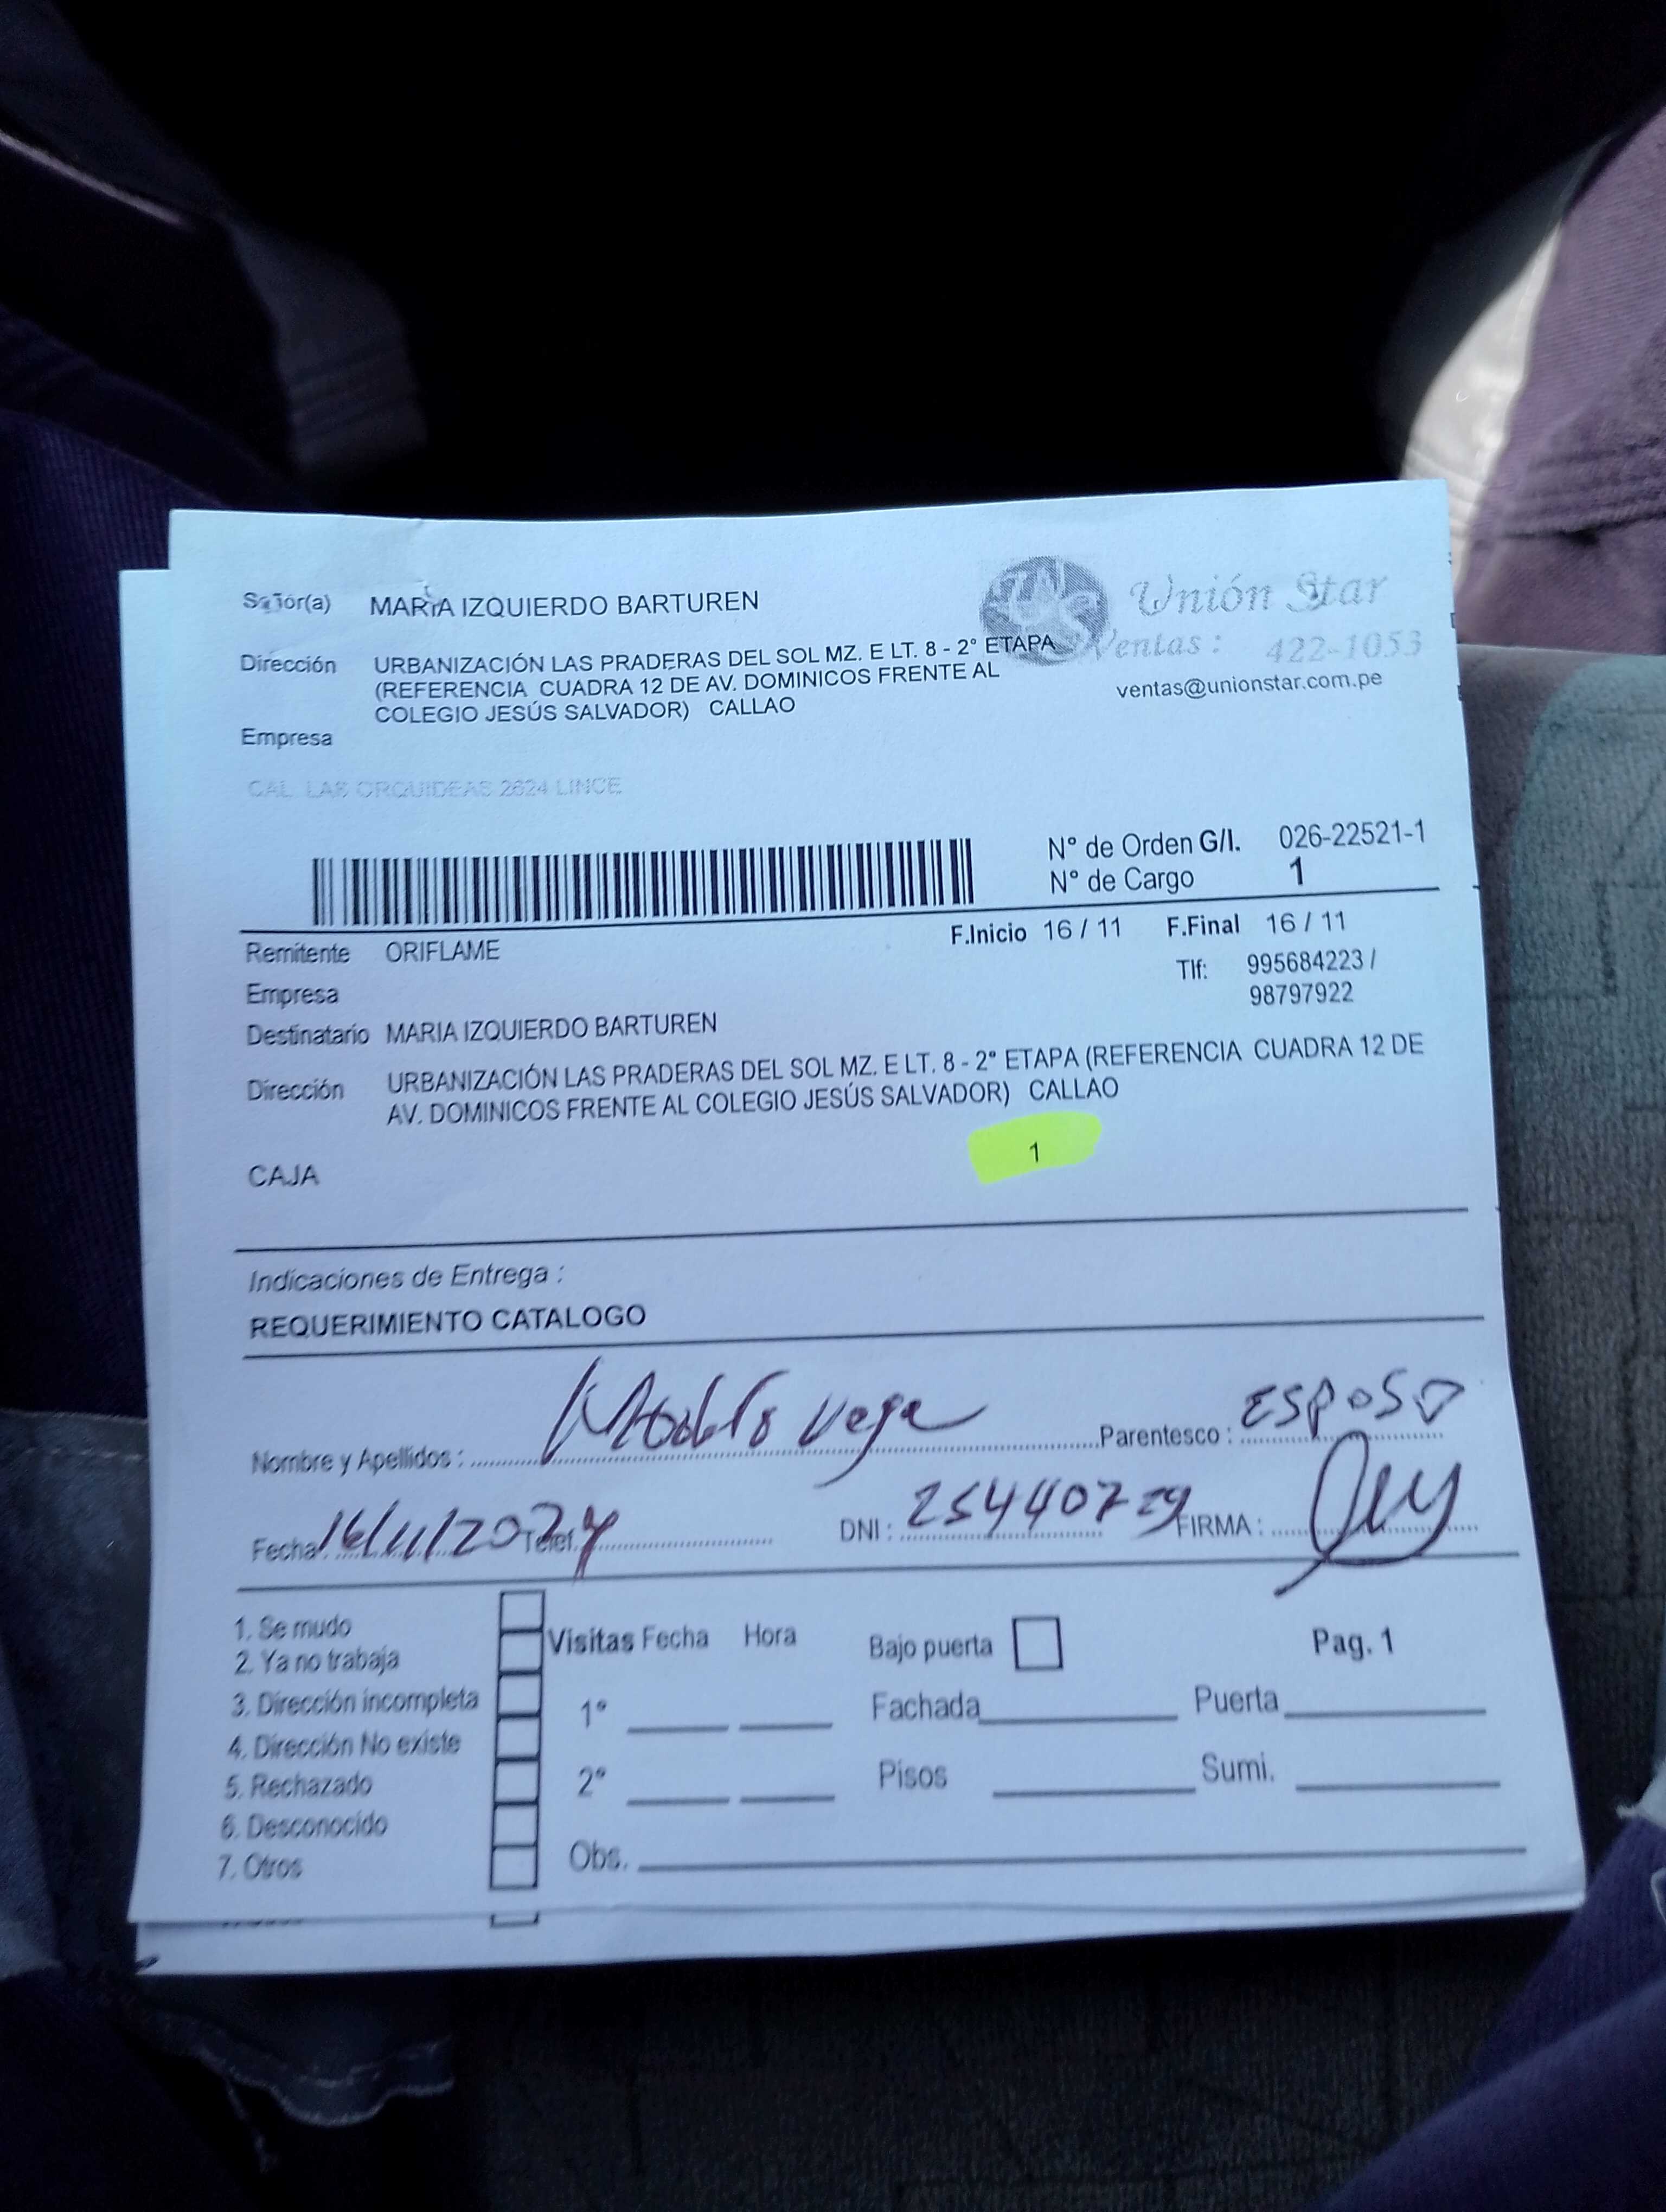 Señor(a) MARIA IZQUIERDO BARTUREN
Unión Star
Dirección URBANIZACIÓN LAS PRADERAS DEL SOL MZ. E LT. 8 - 2° ETAPA
Ventas: 422-1053
(REFERENCIA CUADRA 12 DE AV. DOMINICOS FRENTE AL
ventas@unionstar.com.pe
COLEGIO JESÚS SALVADOR) CALLAO
Empresa
CAL. LAS ORQUIDEAS 2624 LINCE
N° de Orden G/I. 026-22521-1
N° de Cargo 1
F.Inicio 16 / 11 F.Final 16 / 11
Remitente ORIFLAME
Tlf: 995684223 /
98797922
Empresa
Destinatario MARIA IZQUIERDO BARTUREN
Dirección URBANIZACIÓN LAS PRADERAS DEL SOL MZ. E LT. 8 - 2° ETAPA (REFERENCIA CUADRA 12 DE
AV. DOMINICOS FRENTE AL COLEGIO JESÚS SALVADOR) CALLAO
CAJA 1
Indicaciones de Entrega :
REQUERIMIENTO CATALOGO
Nombre y Apellidos : Vega Parentesco : ESPOSO
Fecha: 16/11/2024 Telef. DNI : FIRMA :
1. Se mudo
2. Ya no trabaja
3. Dirección incompleta
4. Dirección No existe
5. Rechazado
6. Desconocido
7. Otros
Visitas Fecha Hora
1°
2°
Obs.
Bajo puerta Pag. 1
Fachada Puerta
Pisos Sumi.